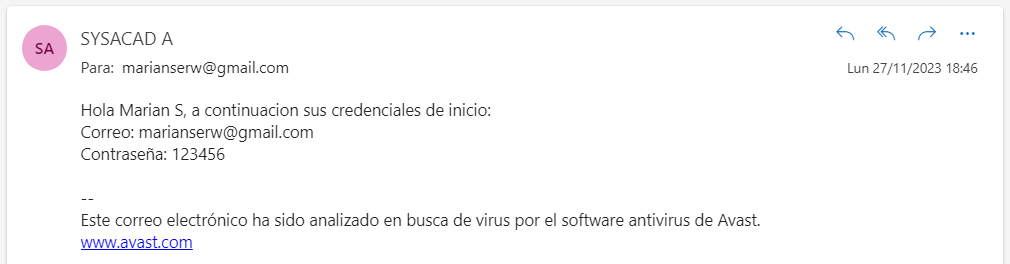 SA
SYSACAD A
Para: marianserw@gmail.com
Lun 27/11/2023 18:46
Hola Marian S, a continuacion sus credenciales de inicio:
Correo: marianserw@gmail.com
Contraseña: 123456
--
Este correo electrónico ha sido analizado en busca de virus por el software antivirus de Avast.
www.avast.com